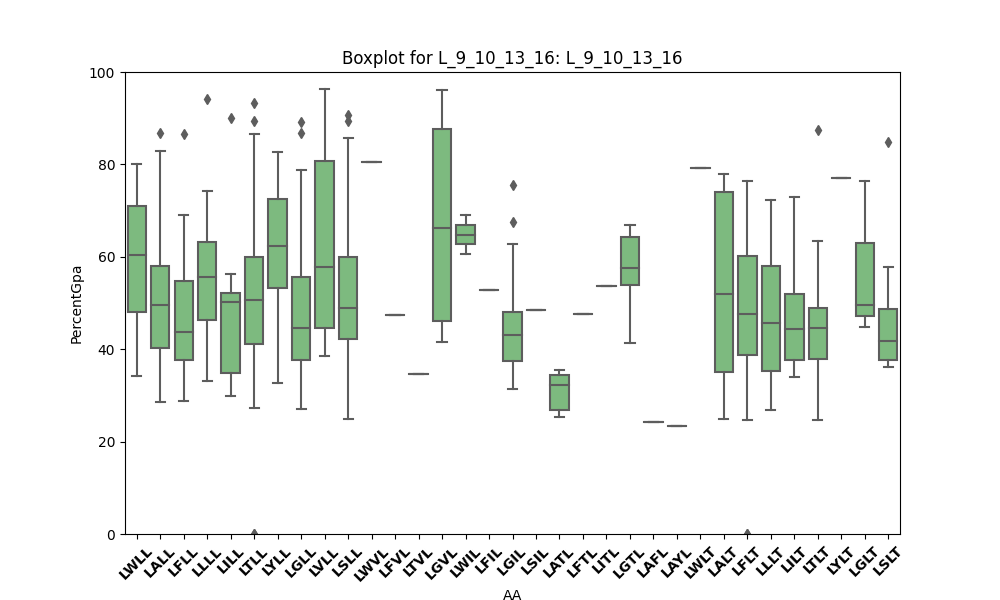 Boxplot for L_9_10_13_16: L_9_10_13_16
100
80
60
40
20
0
PercentGpa
LWLL LALL LFLL LLLL LILL LTLL LYLL LGLL LVLL LSLL LWVL LFVL LTVL LGVL LWIL LFIL LGIL LSIL LATL LFTL LITL LGTL LAFL LAYL LWLT LALT LFLT LLLT LILT LTLT LYLT LGLT LSLT
AA